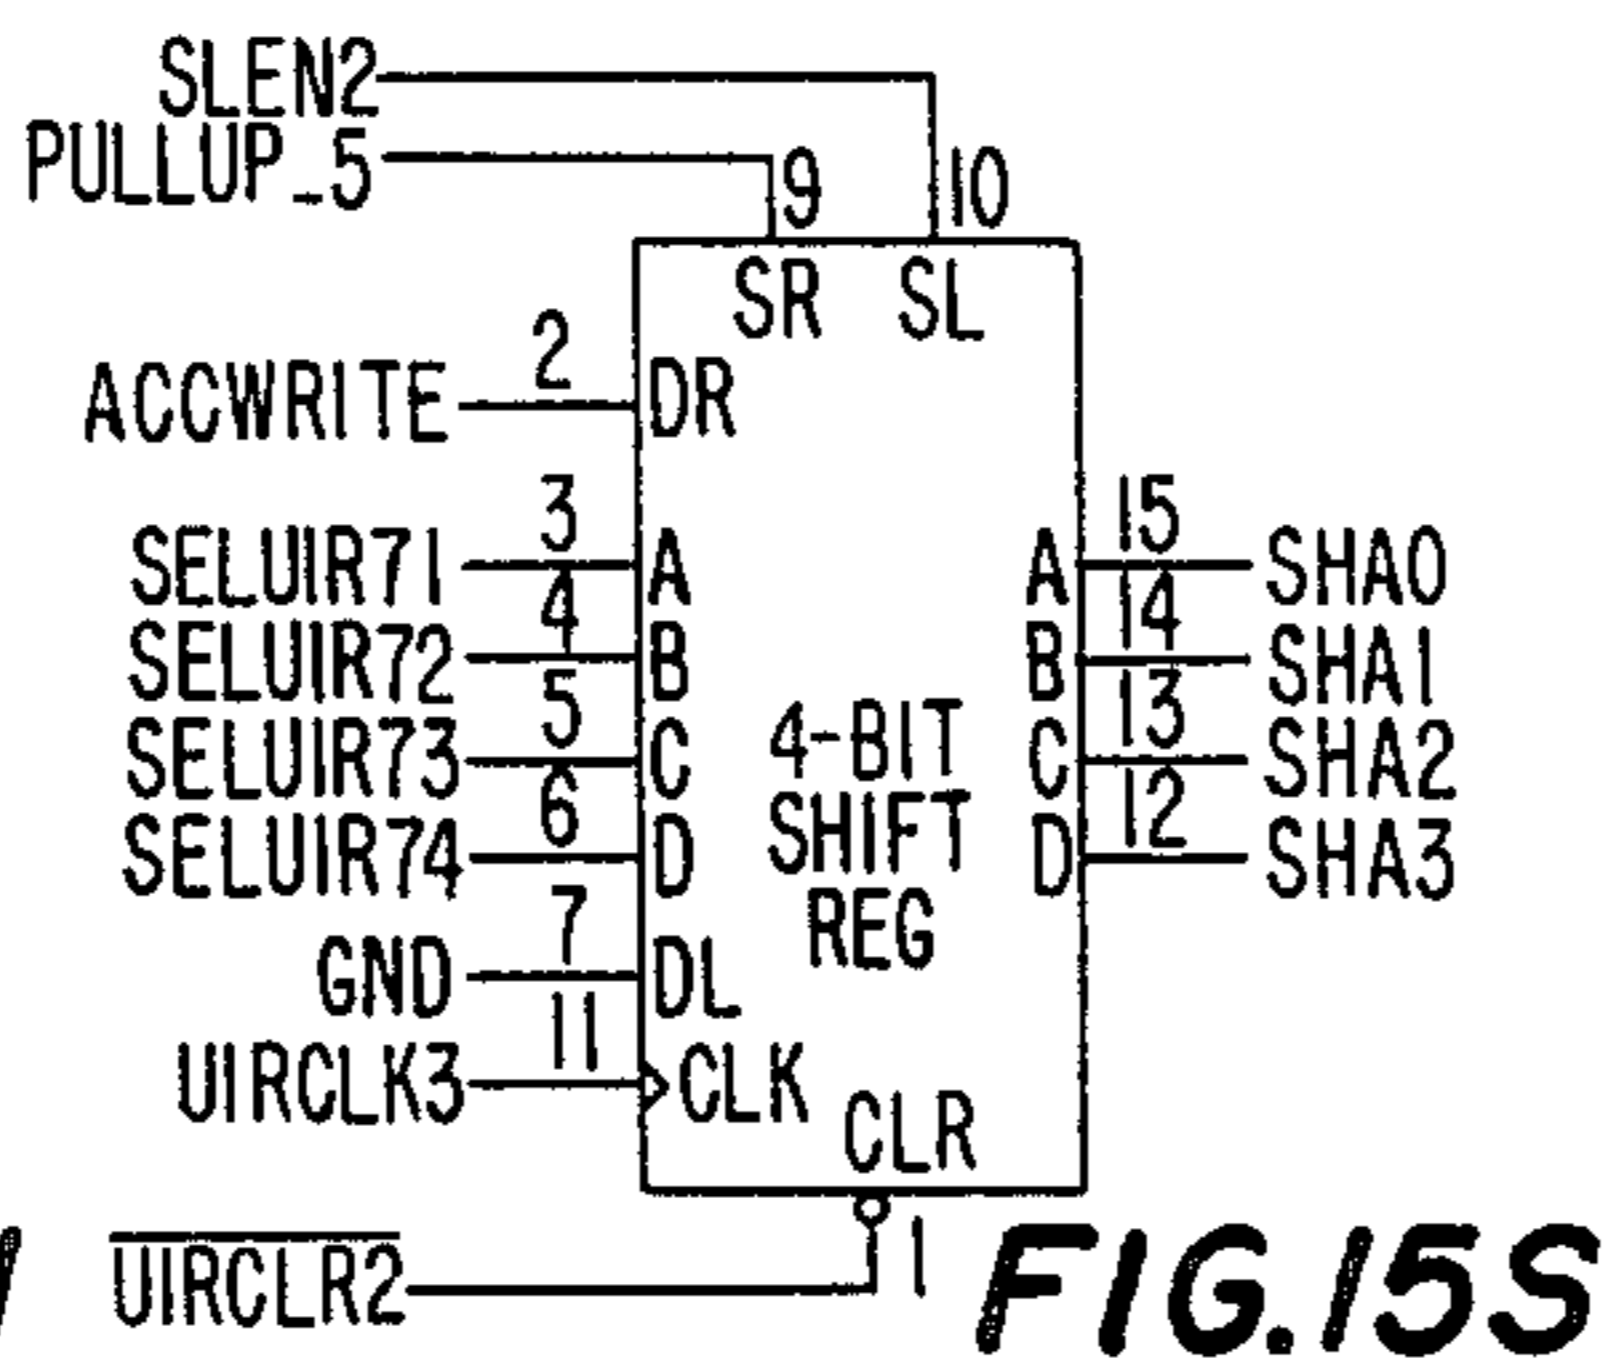 SLEN2
PULLUP_5
9 10
SR SL
2
ACCWRITE DR
3 15
SELUIR71 A A SHA0
4 14
SELUIR72 B B SHA1
5 13
SELUIR73 C 4-BIT C SHA2
6 12
SELUIR74 D SHIFT D SHA3
7 REG
GND DL
11
UIRCLK3 CLK
CLR
UIRCLR2 1 FIG.15S